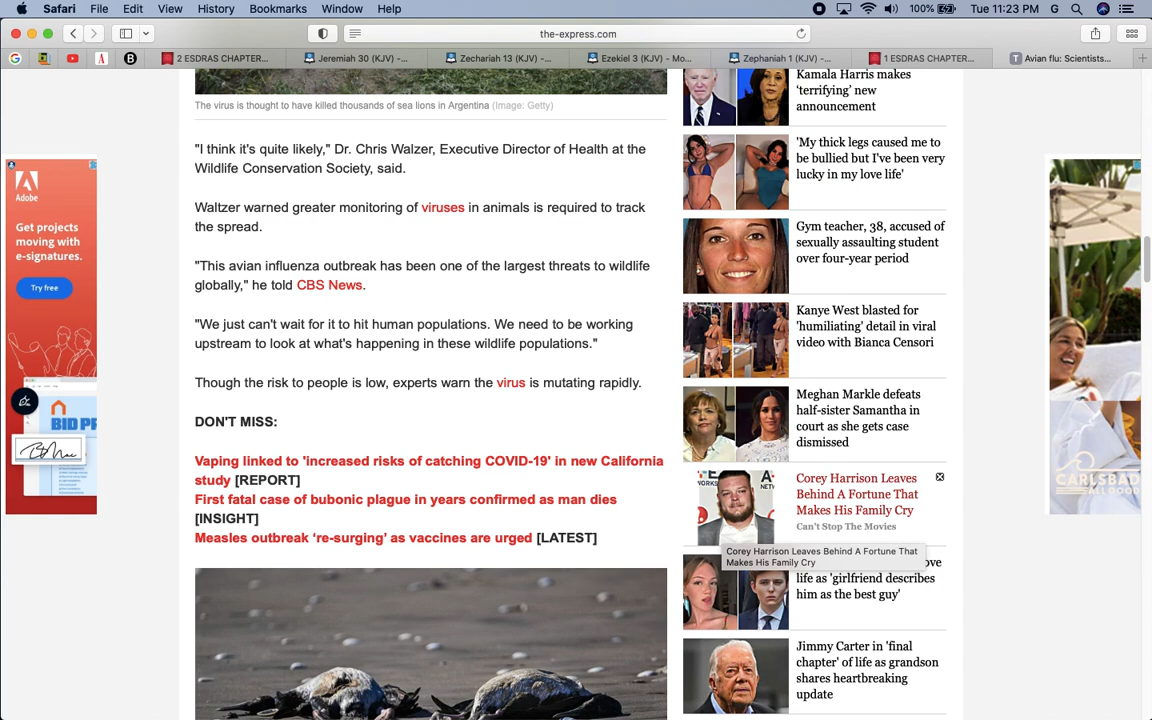 Safari File Edit View History Bookmarks Window Help 100% Tue 11:23 PM G
the-express.com
2 ESDRAS CHAPTER...
Jeremiah 30 (KJV) -...
Zechariah 13 (KJV) -...
Ezekiel 3 (KJV) - Mo...
Zephaniah 1 (KJV) -...
1 ESDRAS CHAPTER...
Avian flu: Scientists...
The virus is thought to have killed thousands of sea lions in Argentina (Image: Getty)
"I think it's quite likely," Dr. Chris Walzer, Executive Director of Health at the
Wildlife Conservation Society, said.
Waltzer warned greater monitoring of viruses in animals is required to track
the spread.
"This avian influenza outbreak has been one of the largest threats to wildlife
globally," he told CBS News.
"We just can't wait for it to hit human populations. We need to be working
upstream to look at what's happening in these wildlife populations."
Though the risk to people is low, experts warn the virus is mutating rapidly.
DON'T MISS:
Vaping linked to 'increased risks of catching COVID-19' in new California
study [REPORT]
First fatal case of bubonic plague in years confirmed as man dies
[INSIGHT]
Measles outbreak ‘re-surging’ as vaccines are urged [LATEST]
Kamala Harris makes
'terrifying' new
announcement
'My thick legs caused me to
be bullied but I've been very
lucky in my love life'
Gym teacher, 38, accused of
sexually assaulting student
over four-year period
Kanye West blasted for
'humiliating' detail in viral
video with Bianca Censori
Meghan Markle defeats
half-sister Samantha in
court as she gets case
dismissed
Corey Harrison Leaves
Behind A Fortune That
Makes His Family Cry
Can't Stop The Movies
Corey Harrison Leaves Behind A Fortune That
Makes His Family Cry
life as 'girlfriend describes
him as the best guy'
Jimmy Carter in 'final
chapter' of life as grandson
shares heartbreaking
update
Adobe
Get projects
moving with
e-signatures.
Try free
BID
CARLSBAD
ALL GOOD